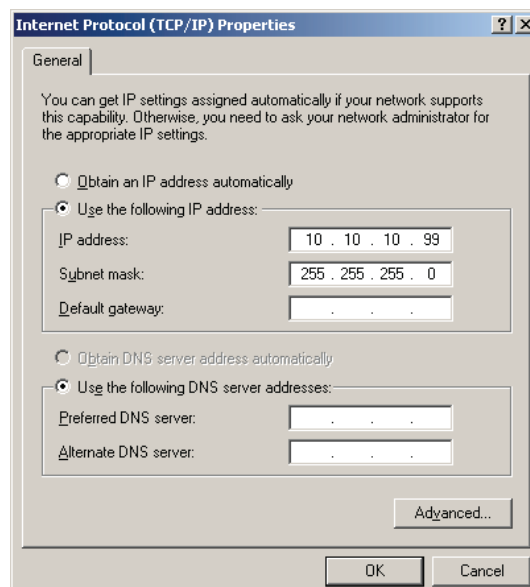 Internet Protocol (TCP/IP) Properties
General
You can get IP settings assigned automatically if your network supports
this capability. Otherwise, you need to ask your network administrator for
the appropriate IP settings.
Obtain an IP address automatically
Use the following IP address:
IP address: 10 . 10 . 10 . 99
Subnet mask: 255 . 255 . 255 . 0
Default gateway: . . .
Obtain DNS server address automatically
Use the following DNS server addresses:
Preferred DNS server: . . .
Alternate DNS server: . . .
Advanced...
OK Cancel